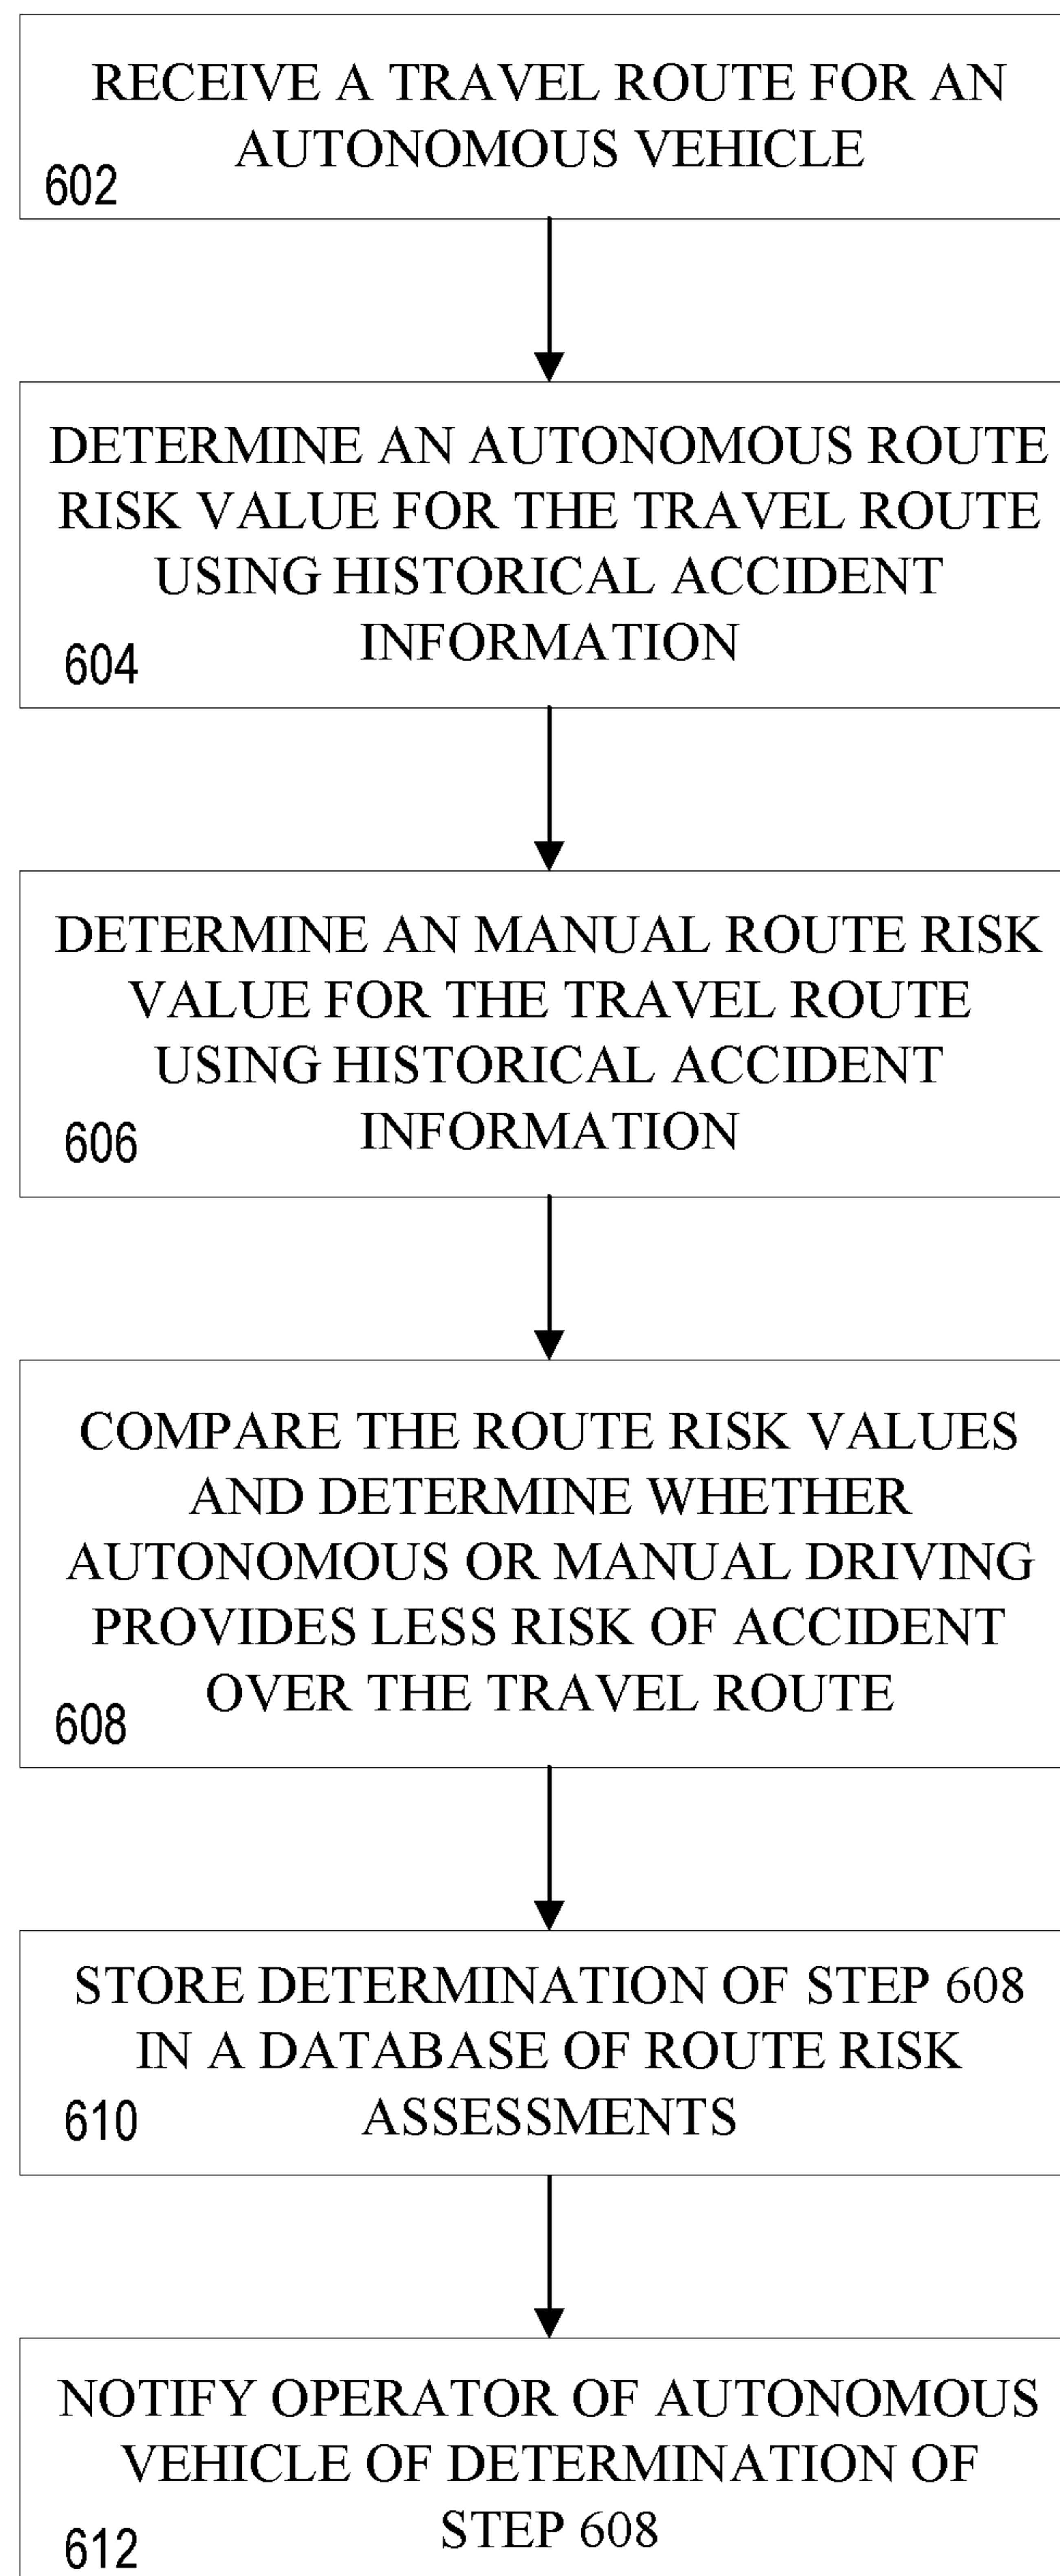 RECEIVE A TRAVEL ROUTE FOR AN
AUTONOMOUS VEHICLE
602
DETERMINE AN AUTONOMOUS ROUTE
RISK VALUE FOR THE TRAVEL ROUTE
USING HISTORICAL ACCIDENT
INFORMATION
604
DETERMINE AN MANUAL ROUTE RISK
VALUE FOR THE TRAVEL ROUTE
USING HISTORICAL ACCIDENT
INFORMATION
606
COMPARE THE ROUTE RISK VALUES
AND DETERMINE WHETHER
AUTONOMOUS OR MANUAL DRIVING
PROVIDES LESS RISK OF ACCIDENT
OVER THE TRAVEL ROUTE
608
STORE DETERMINATION OF STEP 608
IN A DATABASE OF ROUTE RISK
ASSESSMENTS
610
NOTIFY OPERATOR OF AUTONOMOUS
VEHICLE OF DETERMINATION OF
STEP 608
612